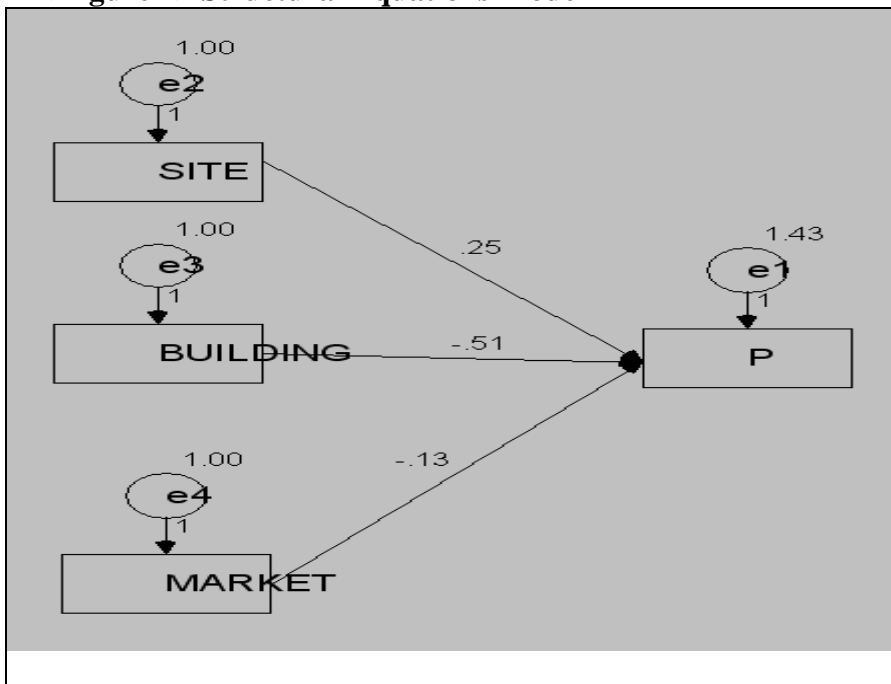 1.00
e2
1
SITE
.25
1.00
e3
1
BUILDING
-.51
1.43
e1
1
P
1.00
e4
1
-.13
MARKET